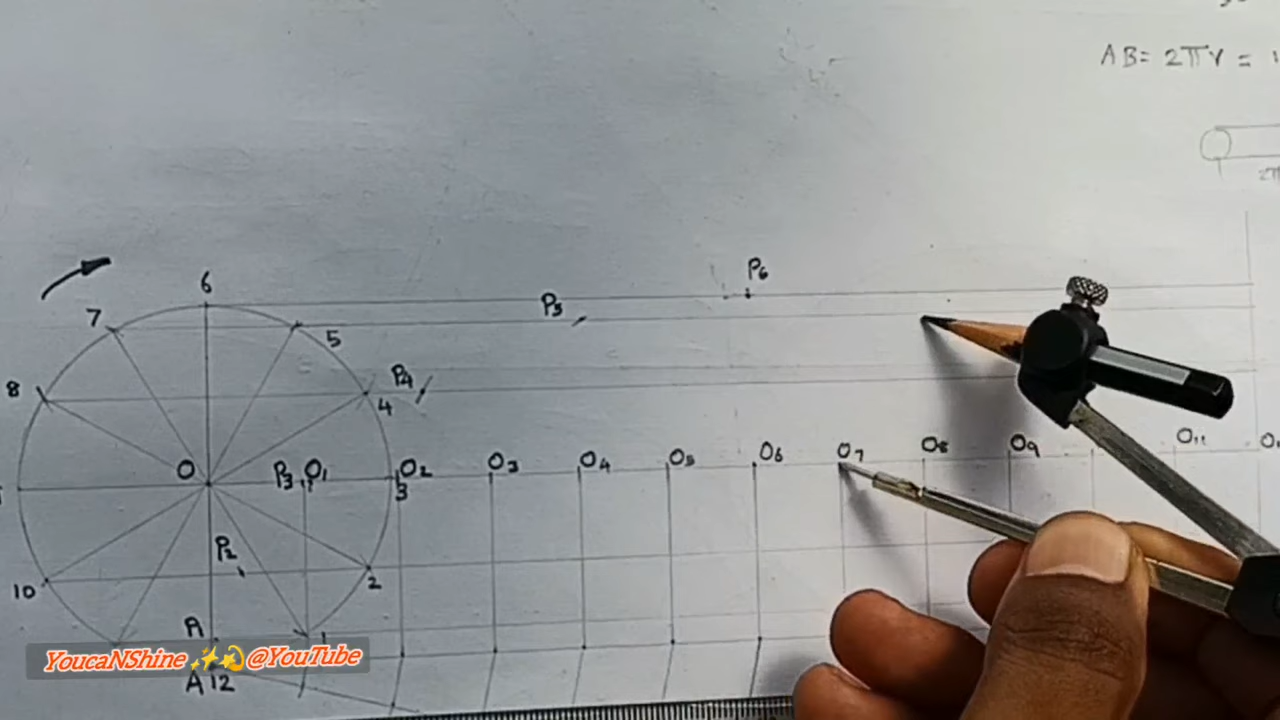 AB = 2πr =
2π
6
P6
7
P5
5
8
P4
4
O
P3
O1
O2
3
O3
O4
O5
O6
O7
O8
O9
O11
P2
10
2
A
1
YoucaNShine @YouTube
A 12